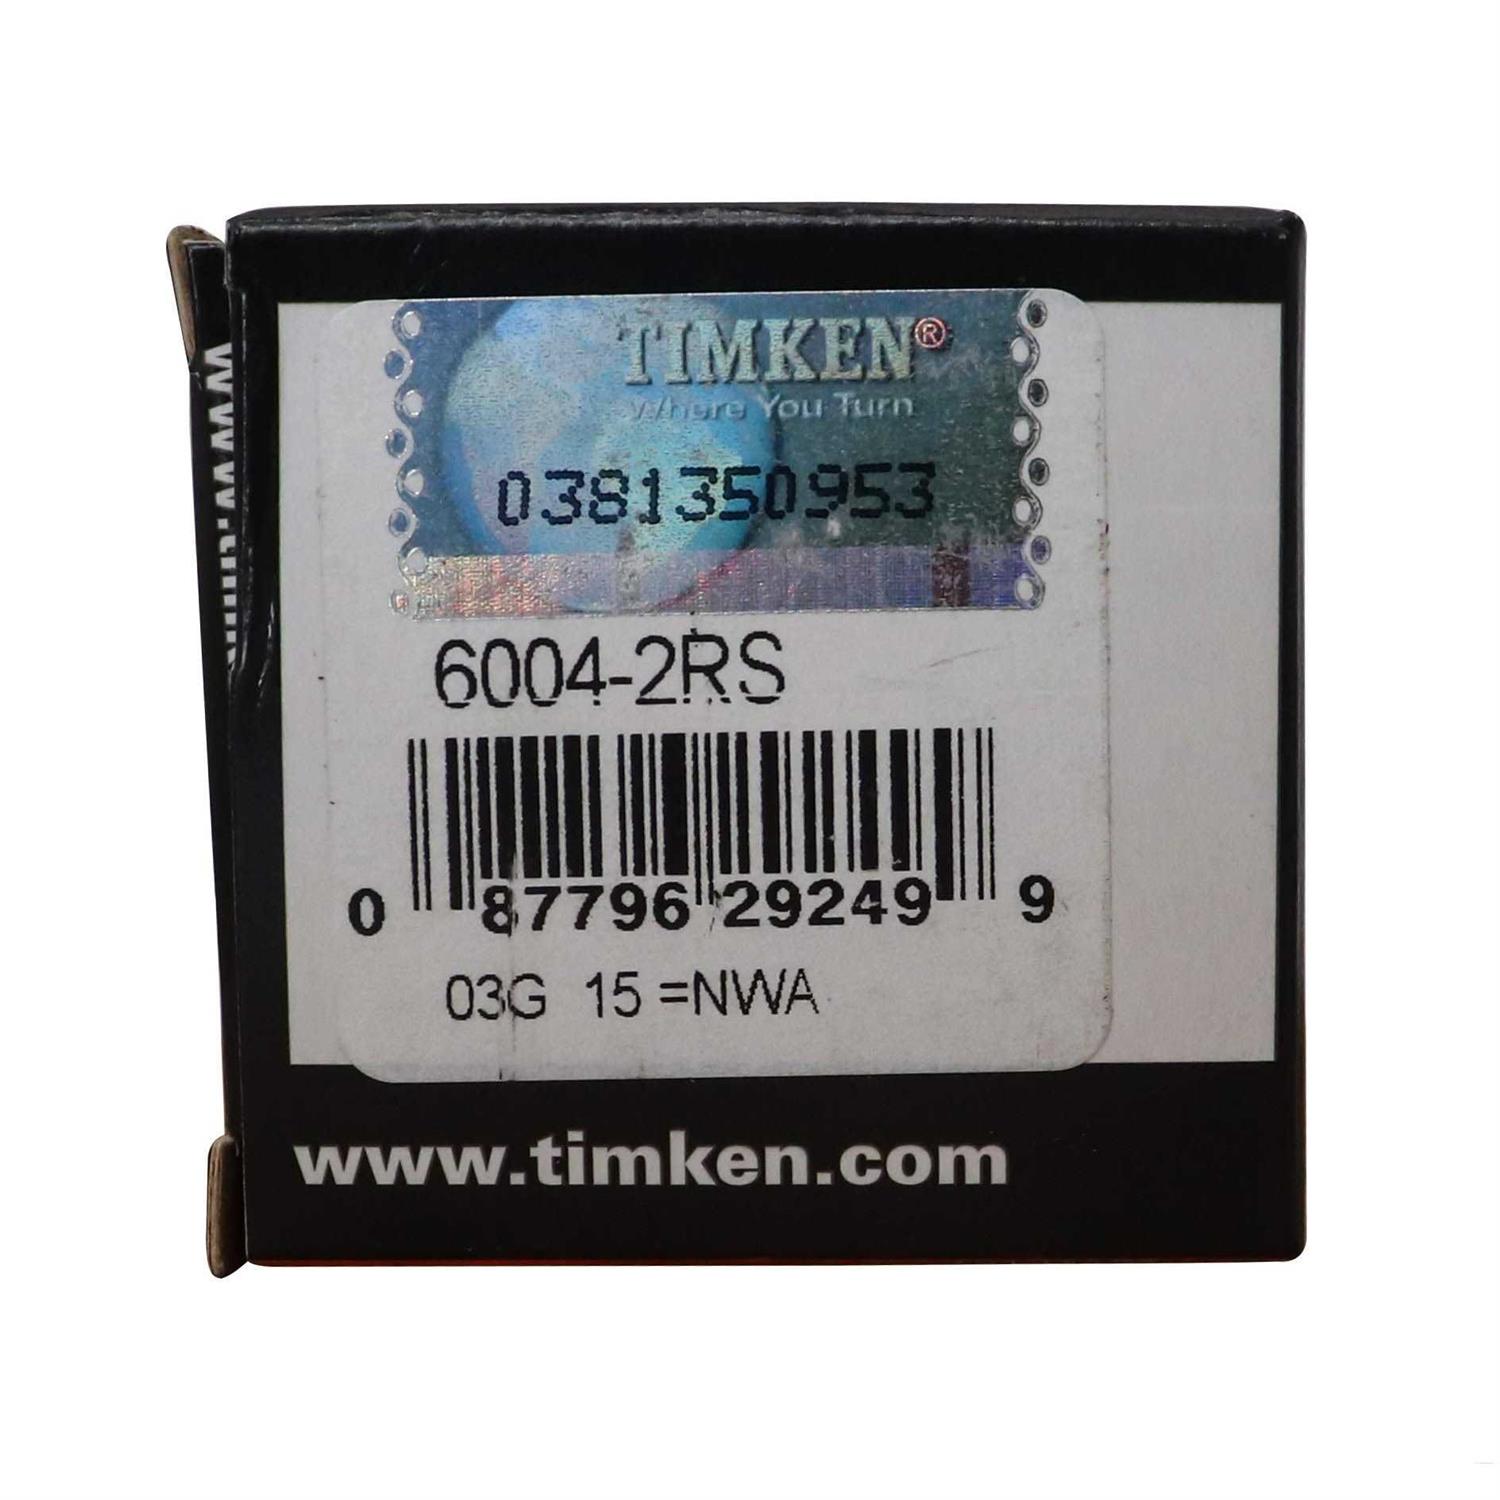 TIMKEN®
Where You Turn
0381350953
6004-2RS
0 87796 29249 9
03G 15 =NWA
www.timken.com